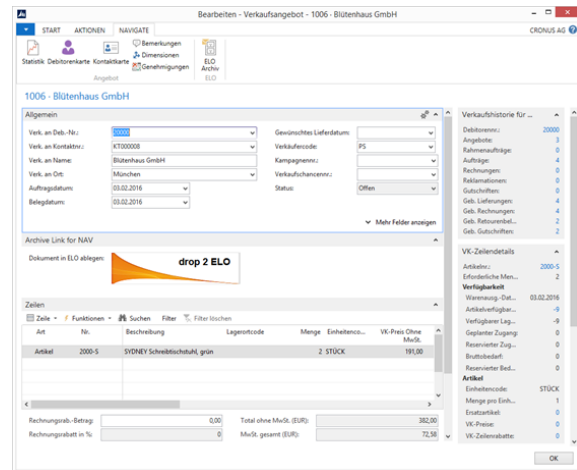 Bearbeiten - Verkaufsangebot - 1006 - Blütenhaus GmbH
START AKTIONEN NAVIGATE CRONUS AG
Statistik Debitorenkarte Kontaktkarte
Bemerkungen
Dimensionen
Genehmigungen
ELO Archiv
Angebot ELO
1006 - Blütenhaus GmbH
Allgemein
Verk. an Deb.-Nr.: 20000 Gewünschtes Lieferdatum:
Verk. an Kontaktnr.: KT000008 Verkäufercode: PS
Verk. an Name: Blütenhaus GmbH Kampagnennr.:
Verk. an Ort: München Verkaufschancennr.:
Auftragsdatum: 03.02.2016 Status: Offen
Belegdatum: 03.02.2016
Mehr Felder anzeigen
Archive Link for NAV
Dokument in ELO ablegen: drop 2 ELO
Zeilen
Zeile Funktionen Suchen Filter Filter löschen
Art Nr. Beschreibung Lagerortcode Menge Einheitenco... VK-Preis Ohne MwSt.
Artikel 2000-S SYDNEY Schreibtischstuhl, grün 2 STÜCK 191,00
Rechnungsrab.-Betrag: 0,00 Total ohne MwSt. (EUR): 382,00
Rechnungsrabatt in %: 0 MwSt. gesamt (EUR): 72,58
Verkaufshistorie für ...
Debitorennr.: 20000
Angebote: 3
Rahmenaufträge: 0
Aufträge: 4
Rechnungen: 0
Reklamationen: 0
Gutschriften: 0
Geb. Lieferungen: 4
Geb. Rechnungen: 4
Geb. Retourenbel... 2
Geb. Gutschriften: 2
VK-Zeilendetails
Artikelnr.: 2000-S
Erforderliche Men... 2
Verfügbarkeit
Warenausg.-Dat... 03.02.2016
Artikelverfügbar... -9
Verfügbarer Lag... -9
Geplanter Zugang: 0
Reservierter Zug... 0
Bruttobedarf: 0
Reservierter Bed... 0
Artikel
Einheitencode: STÜCK
Menge pro Einh... 1
Ersatzartikel: 0
VK-Preise: 0
VK-Zeilenrabatte: 0
OK